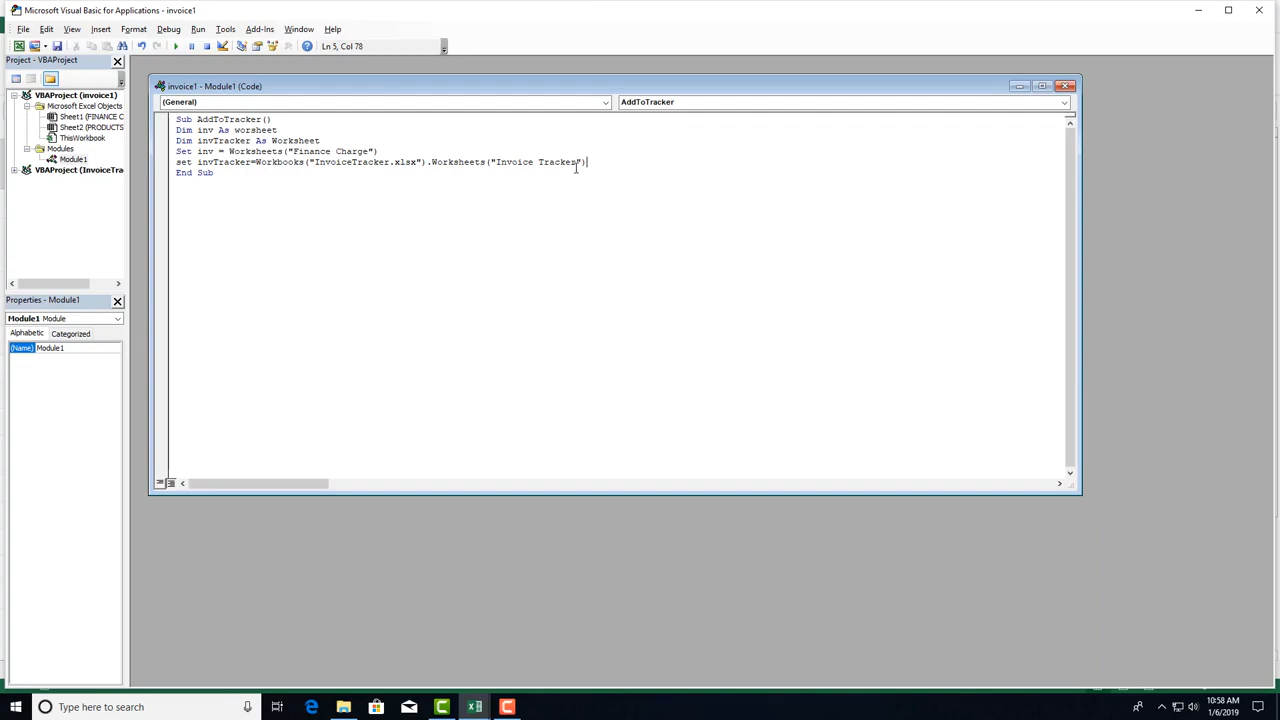 Microsoft Visual Basic for Applications - invoice1
File Edit View Insert Format Debug Run Tools Add-Ins Window Help
Ln 5, Col 78
Project - VBAProject
VBAProject (invoice1)
Microsoft Excel Objects
Sheet1 (FINANCE C
Sheet2 (PRODUCTS
ThisWorkbook
Modules
Module1
VBAProject (InvoiceTra
Properties - Module1
Module1 Module
Alphabetic Categorized
(Name) Module1
invoice1 - Module1 (Code)
(General) AddToTracker
Sub AddToTracker()
Dim inv As worsheet
Dim invTracker As Worksheet
Set inv = Worksheets("Finance Charge")
set invTracker=Workbooks("InvoiceTracker.xlsx").Worksheets("Invoice Tracker")
End Sub
Type here to search
10:58 AM
1/6/2019